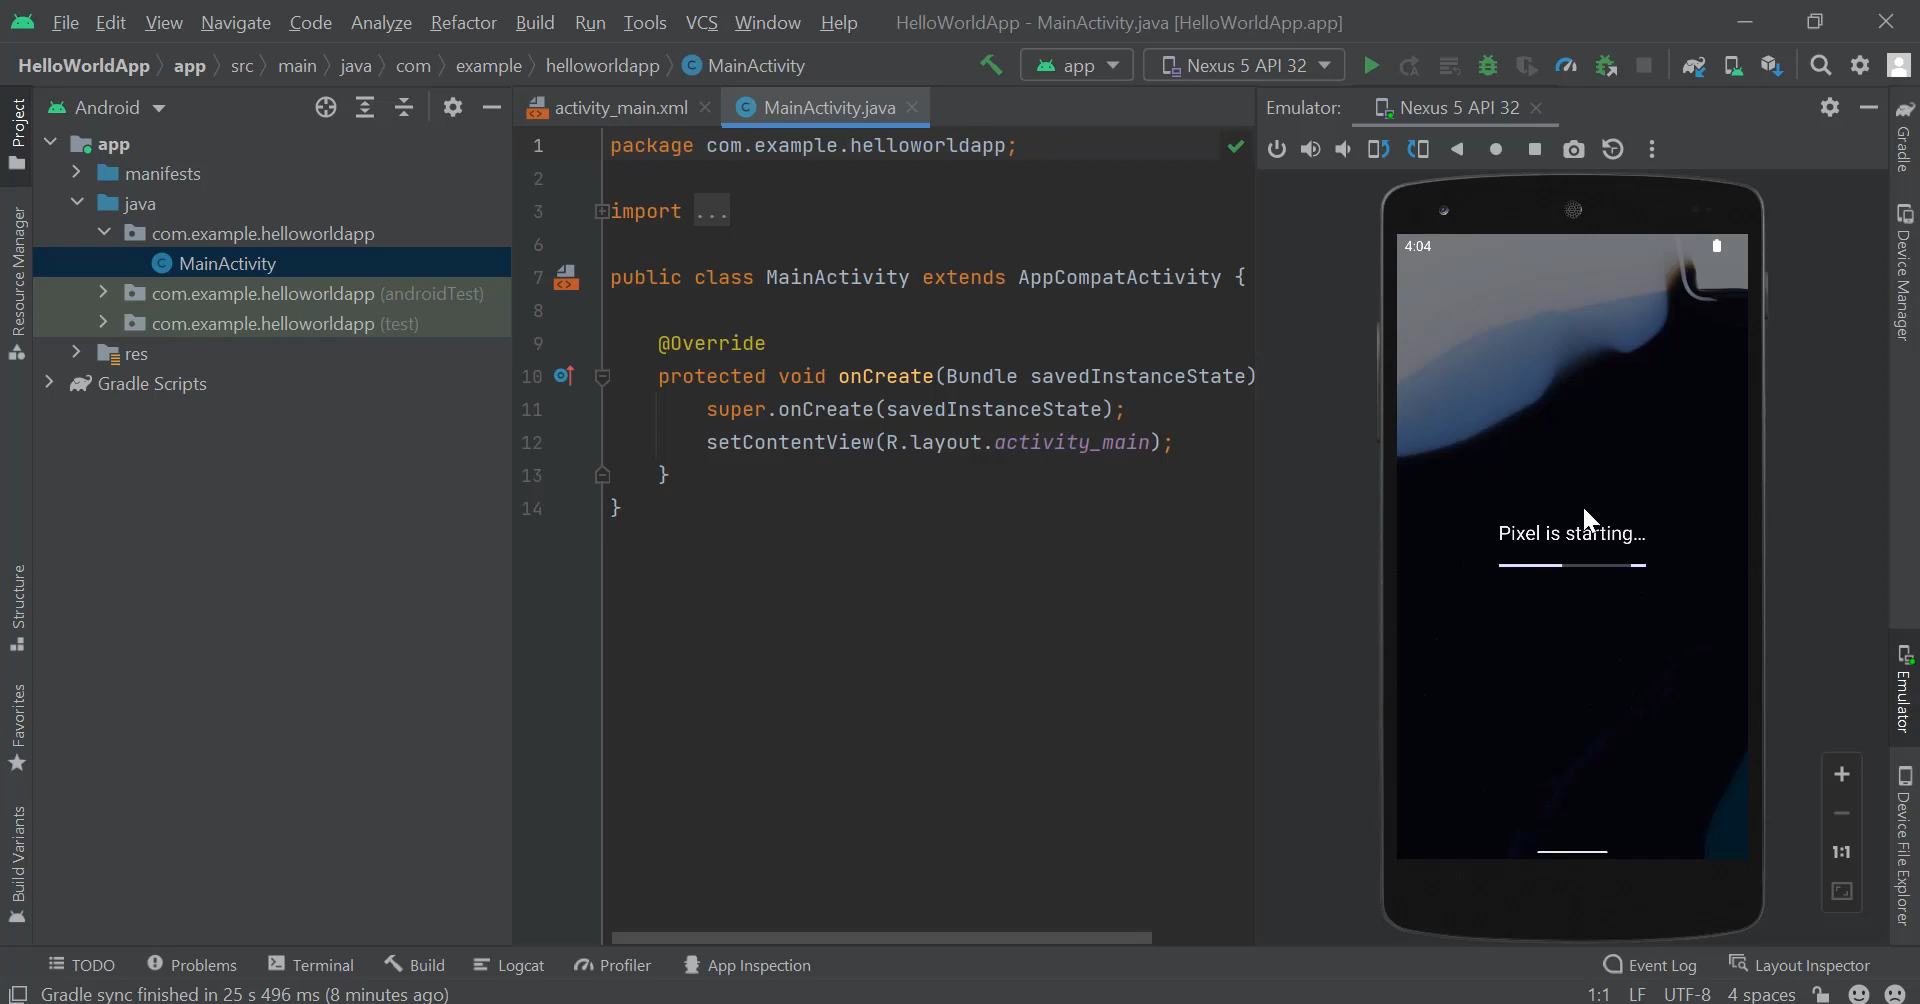 File Edit View Navigate Code Analyze Refactor Build Run Tools VCS Window Help HelloWorldApp - MainActivity.java [HelloWorldApp.app]
HelloWorldApp app src main java com example helloworldapp MainActivity app Nexus 5 API 32
Project
Resource Manager
Structure
Favorites
Build Variants
Android
app
manifests
java
com.example.helloworldapp
MainActivity
com.example.helloworldapp (androidTest)
com.example.helloworldapp (test)
res
Gradle Scripts
activity_main.xml MainActivity.java
1 package com.example.helloworldapp;
2
3 import ...
6
7 public class MainActivity extends AppCompatActivity {
8
9 @Override
10 protected void onCreate(Bundle savedInstanceState)
11 super.onCreate(savedInstanceState);
12 setContentView(R.layout.activity_main);
13 }
14 }
Emulator: Nexus 5 API 32
4:04
Pixel is starting...
1:1
Gradle
Device Manager
Emulator
Device File Explorer
TODO Problems Terminal Build Logcat Profiler App Inspection Event Log Layout Inspector
Gradle sync finished in 25 s 496 ms (8 minutes ago) 1:1 LF UTF-8 4 spaces